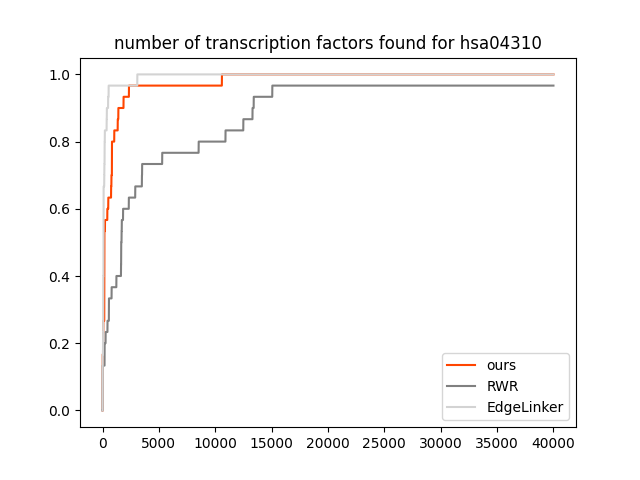 number of transcription factors found for hsa04310
1.0
0.8
0.6
0.4
0.2
0.0
ours
RWR
EdgeLinker
0 5000 10000 15000 20000 25000 30000 35000 40000